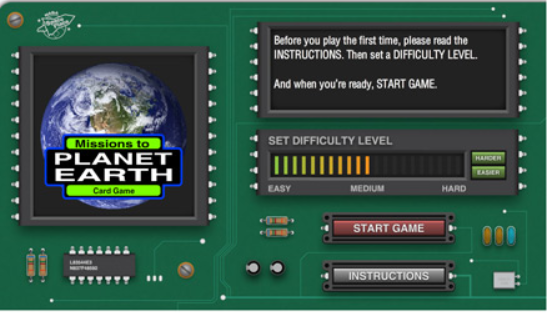 Missions to
PLANET
EARTH
Card Game
Before you play the first time, please read the
INSTRUCTIONS. Then set a DIFFICULTY LEVEL.
And when you're ready, START GAME.
SET DIFFICULTY LEVEL
HARDER
EASIER
EASY MEDIUM HARD
START GAME
INSTRUCTIONS